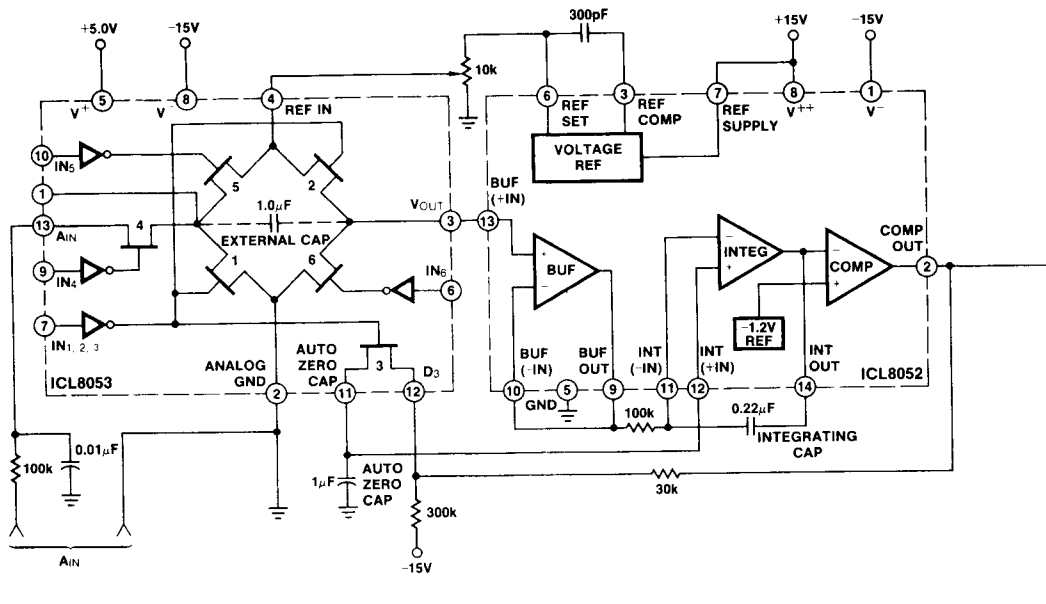 300pF
+5.0V
-15V
+15V
-15V
10k
5
V+
8
V-
4
REF IN
6
REF SET
3
REF COMP
7
REF SUPPLY
8
V++
1
V-
VOLTAGE REF
10
IN5
1
13
AIN
4
9
IN4
7
IN1, 2, 3
5
2
1.0µF
EXTERNAL CAP
1
6
VOUT
3
IN6
6
BUF (+IN)
13
BUF
+
-
INTEG
-
+
COMP
-
+
COMP OUT
2
-1.2V REF
ICL8053
ANALOG GND
2
AUTO ZERO CAP
11
3
D3
12
BUF (-IN)
10
5
GND
BUF OUT
9
INT (-IN)
11
INT (+IN)
12
INT OUT
14
ICL8052
100k
0.22µF
INTEGRATING CAP
100k
0.01µF
1µF
AUTO ZERO CAP
30k
300k
-15V
AIN